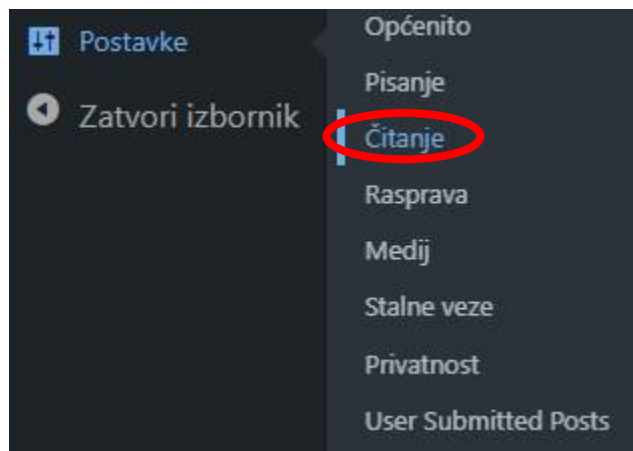 Postavke
Zatvori izbornik
Općenito
Pisanje
Čitanje
Rasprava
Medij
Stalne veze
Privatnost
User Submitted Posts